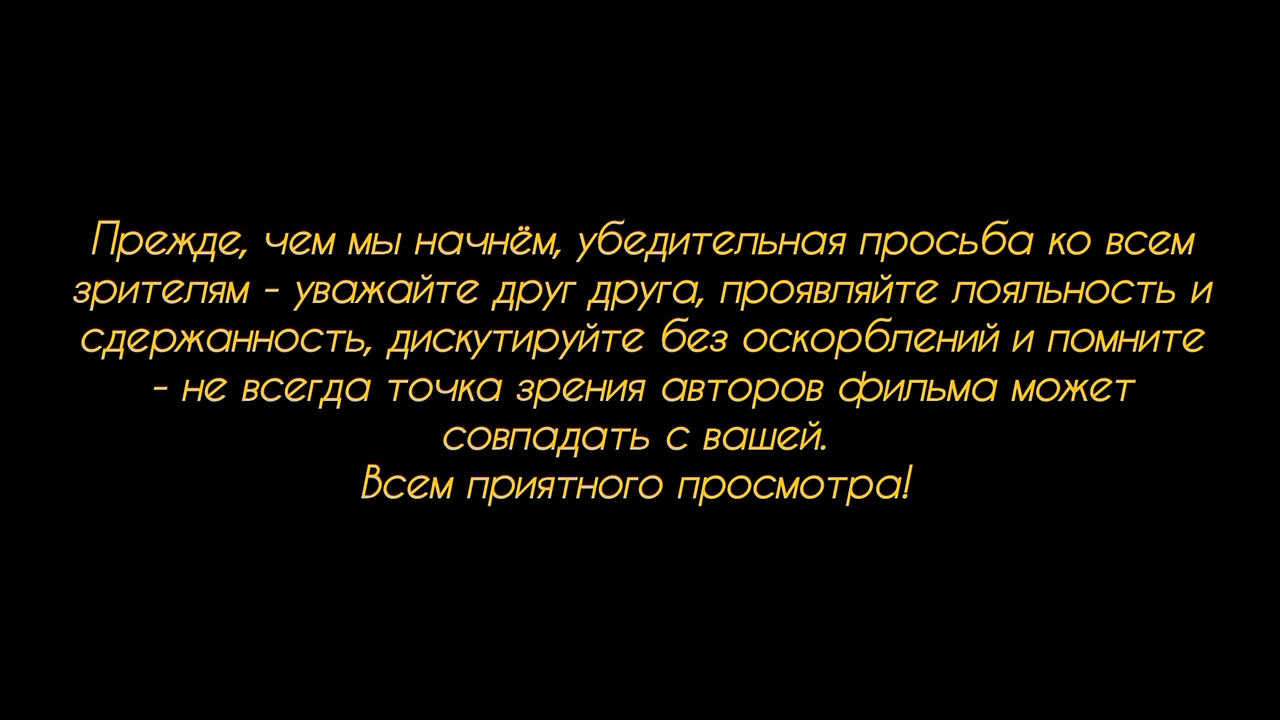 Прежде, чем мы начнём, убедительная просьба ко всем
зрителям - уважайте друг друга, проявляйте лояльность и
сдержанность, дискутируйте без оскорблений и помните
- не всегда точка зрения авторов фильма может
совпадать с вашей.
Всем приятного просмотра!